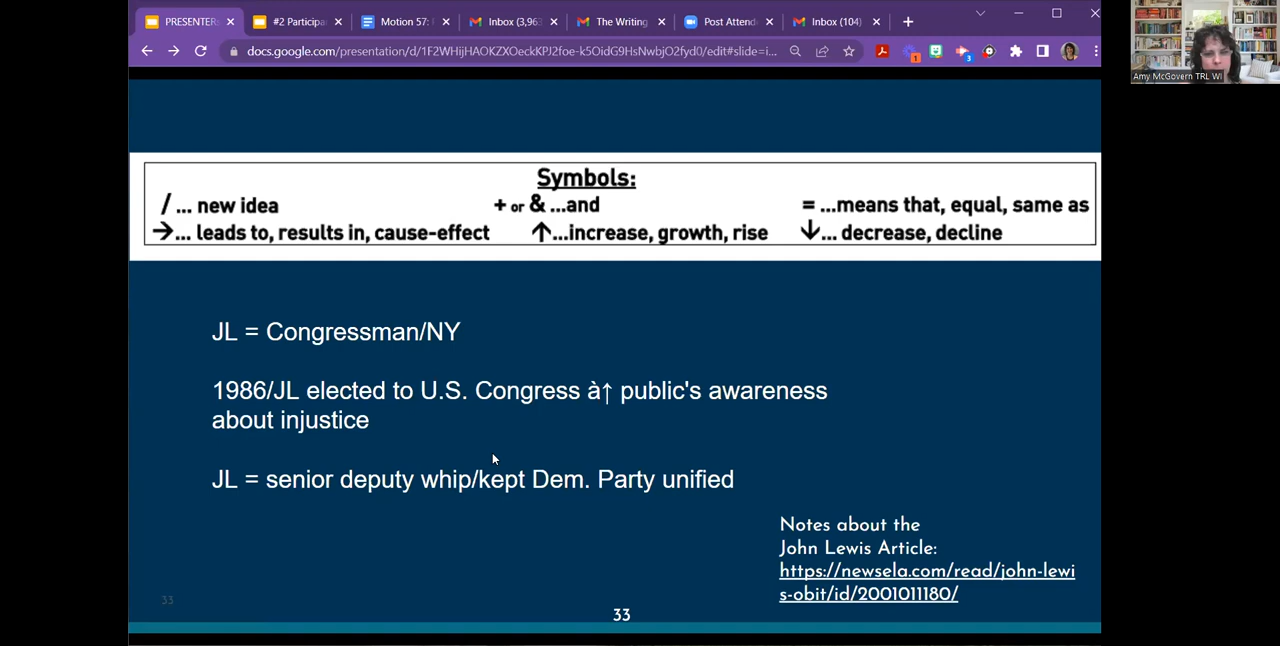 PRESENTER
#2 Participa
Motion 57:
Inbox (3,963
The Writing
Post Attend
Inbox (104)
docs.google.com/presentation/d/1F2WHijHAOKZXOeckKPJ2foe-k5OidG9HsNwbjO2fyd0/edit#slide=i...
1
3
Amy McGovern TRL WI
Symbols:
/ ... new idea
+ or & ...and
= ...means that, equal, same as
→... leads to, results in, cause-effect
↑...increase, growth, rise
↓... decrease, decline
JL = Congressman/NY
1986/JL elected to U.S. Congress à↑ public's awareness
about injustice
JL = senior deputy whip/kept Dem. Party unified
Notes about the
John Lewis Article:
https://newsela.com/read/john-lewi
s-obit/id/2001011180/
33
33